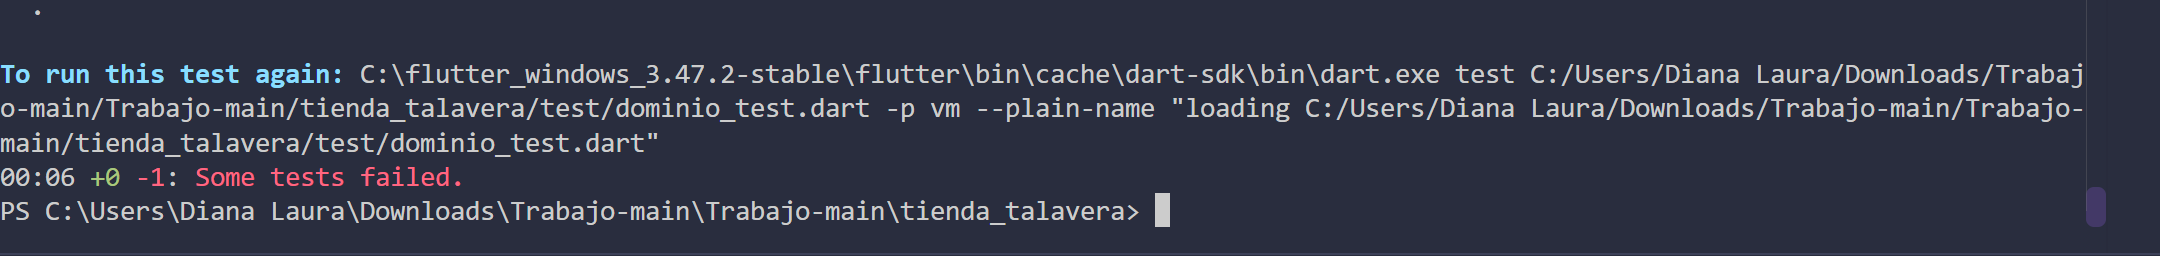 .
To run this test again: C:\flutter_windows_3.47.2-stable\flutter\bin\cache\dart-sdk\bin\dart.exe test C:/Users/Diana Laura/Downloads/Trabaj
o-main/Trabajo-main/tienda_talavera/test/dominio_test.dart -p vm --plain-name "loading C:/Users/Diana Laura/Downloads/Trabajo-main/Trabajo-
main/tienda_talavera/test/dominio_test.dart"
00:06 +0 -1: Some tests failed.
PS C:\Users\Diana Laura\Downloads\Trabajo-main\Trabajo-main\tienda_talavera>